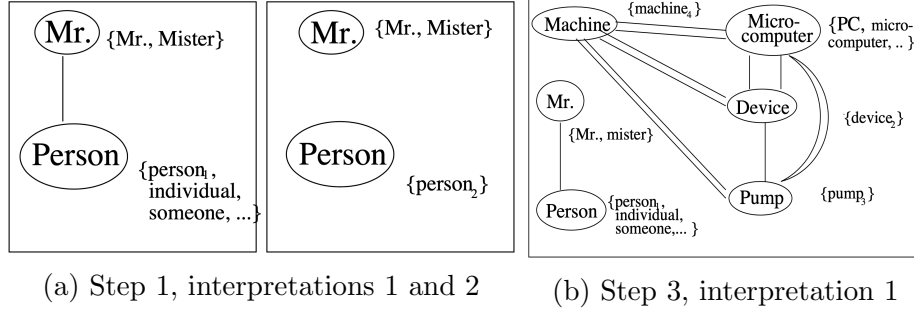 Mr.
{Mr., Mister}
Person
{person₁,
individual,
someone, ...}
Mr.
{Mr., Mister}
Person
{person₂}
(a) Step 1, interpretations 1 and 2
Machine
{machine₄}
Micro-
computer
{PC, micro-
computer, .. }
Mr.
Device
{device₂}
{Mr., mister}
Pump
{pump₃}
Person
{person₁,
individual,
someone,... }
(b) Step 3, interpretation 1